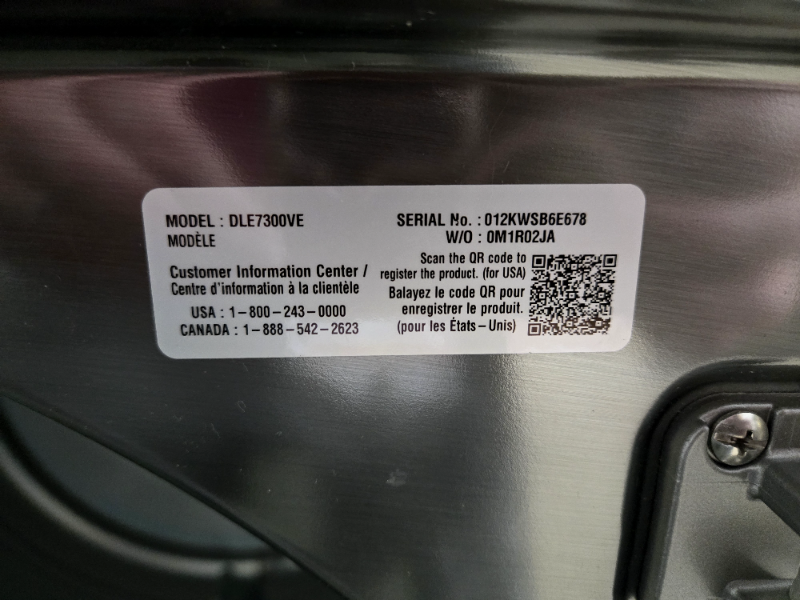 MODEL : DLE7300VE
MODÈLE
SERIAL No. : 012KWSB6E678
W/O : 0M1R02JA
Customer Information Center /
Centre d'information à la clientèle
USA : 1-800-243-0000
CANADA : 1-888-542-2623
Scan the QR code to
register the product. (for USA)
Balayez le code QR pour
enregistrer le produit.
(pour les États-Unis)